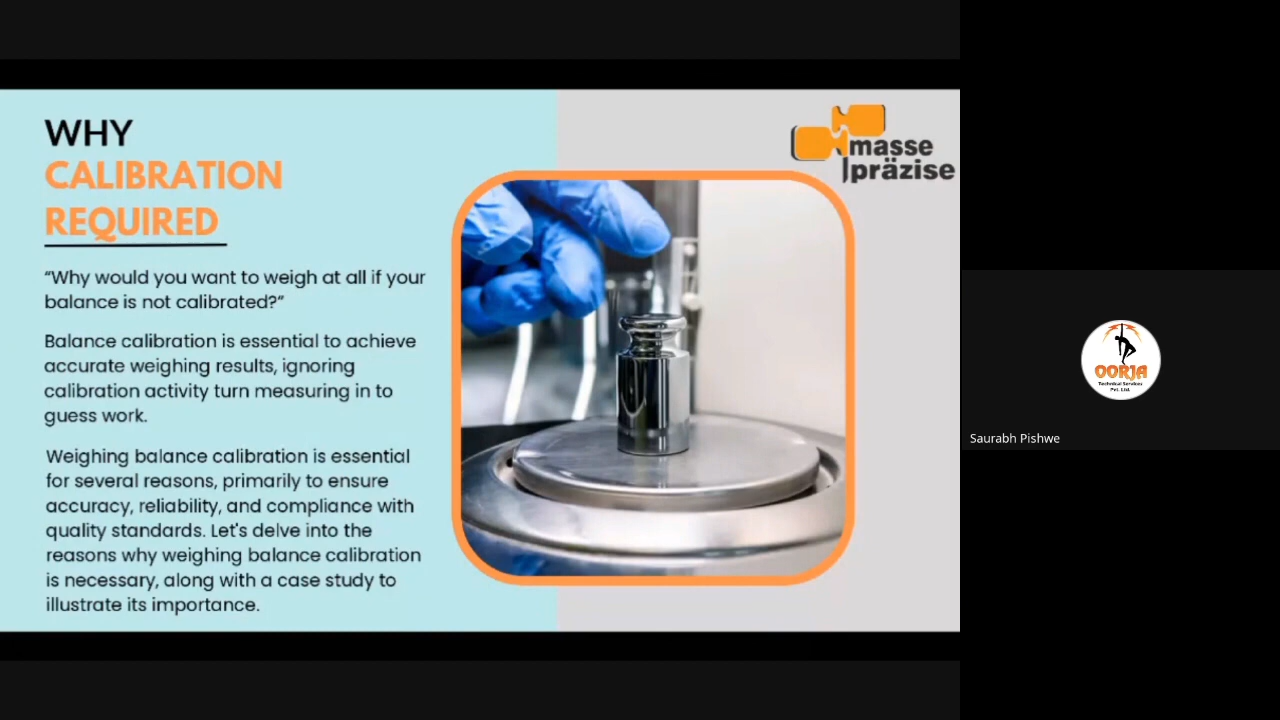 WHY
CALIBRATION
REQUIRED
“Why would you want to weigh at all if your
balance is not calibrated?”
Balance calibration is essential to achieve
accurate weighing results, ignoring
calibration activity turn measuring in to
guess work.
Weighing balance calibration is essential
for several reasons, primarily to ensure
accuracy, reliability, and compliance with
quality standards. Let's delve into the
reasons why weighing balance calibration
is necessary, along with a case study to
illustrate its importance.
masse
präzise
OORJA
Technical Services
Pvt. Ltd.
Saurabh Pishwe